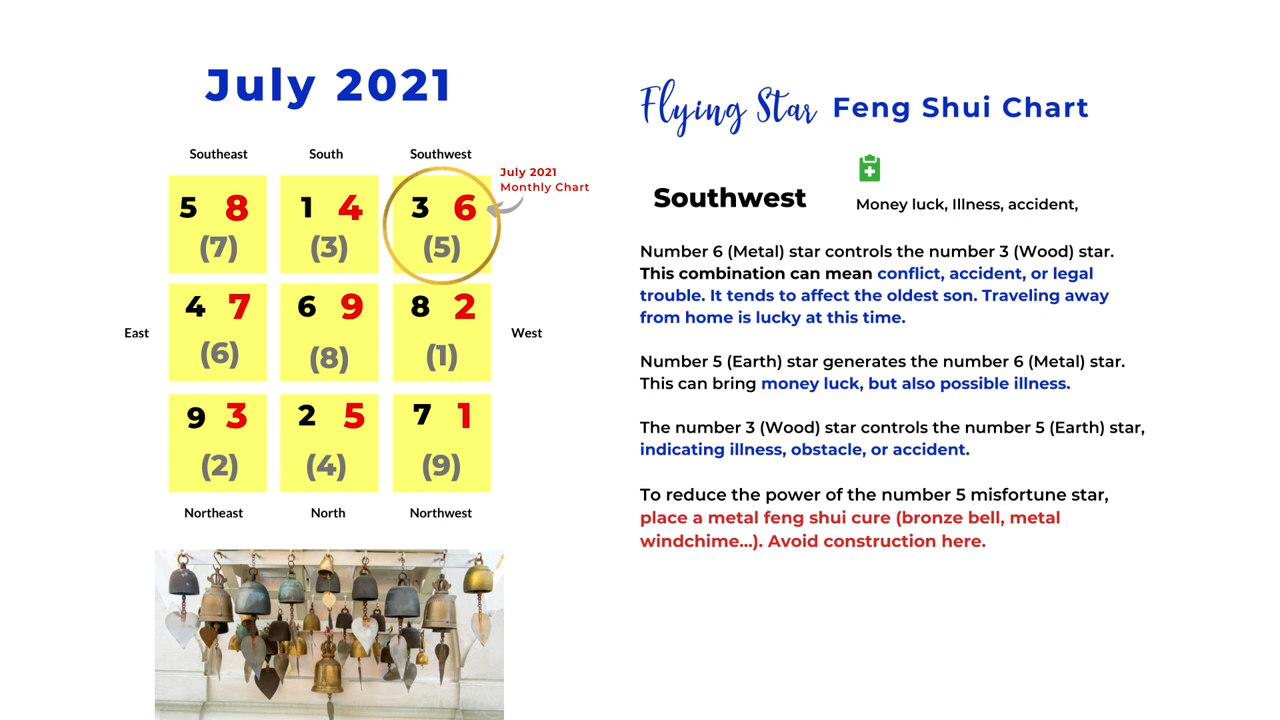 July 2021
Southeast South Southwest
5 8 1 4 3 6
(7) (3) (5)
July 2021
Monthly Chart
4 7 6 9 8 2
East West
(6) (8) (1)
9 3 2 5 7 1
(2) (4) (9)
Northeast North Northwest
Flying Star Feng Shui Chart
Southwest
Money luck, Illness, accident,
Number 6 (Metal) star controls the number 3 (Wood) star.
This combination can mean conflict, accident, or legal
trouble. It tends to affect the oldest son. Traveling away
from home is lucky at this time.
Number 5 (Earth) star generates the number 6 (Metal) star.
This can bring money luck, but also possible illness.
The number 3 (Wood) star controls the number 5 (Earth) star,
indicating illness, obstacle, or accident.
To reduce the power of the number 5 misfortune star,
place a metal feng shui cure (bronze bell, metal
windchime...). Avoid construction here.